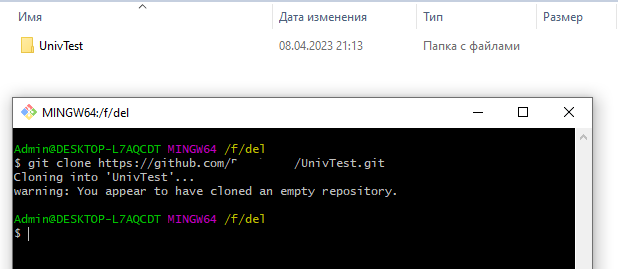 Имя Дата изменения Тип Размер
UnivTest 08.04.2023 21:13 Папка с файлами
MINGW64:/f/del
Admin@DESKTOP-L7AQCDT MINGW64 /f/del
$ git clone https://github.com/ /UnivTest.git
Cloning into 'UnivTest'...
warning: You appear to have cloned an empty repository.
Admin@DESKTOP-L7AQCDT MINGW64 /f/del
$